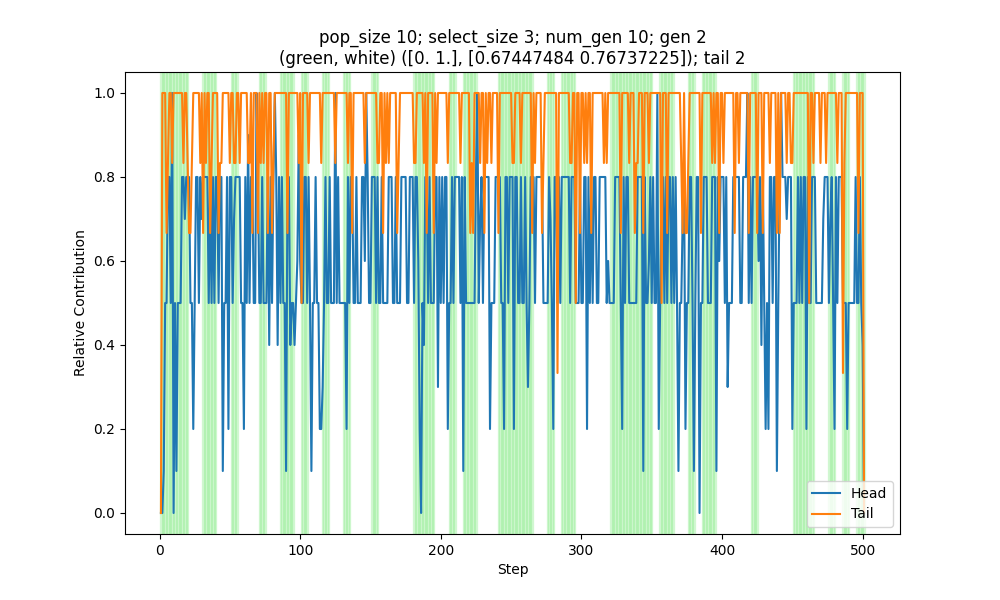 pop_size 10; select_size 3; num_gen 10; gen 2
(green, white) ([0. 1.], [0.67447484 0.76737225]); tail 2
1.0
0.8
0.6
0.4
0.2
0.0
Relative Contribution
0
100
200
300
400
500
Step
Head
Tail